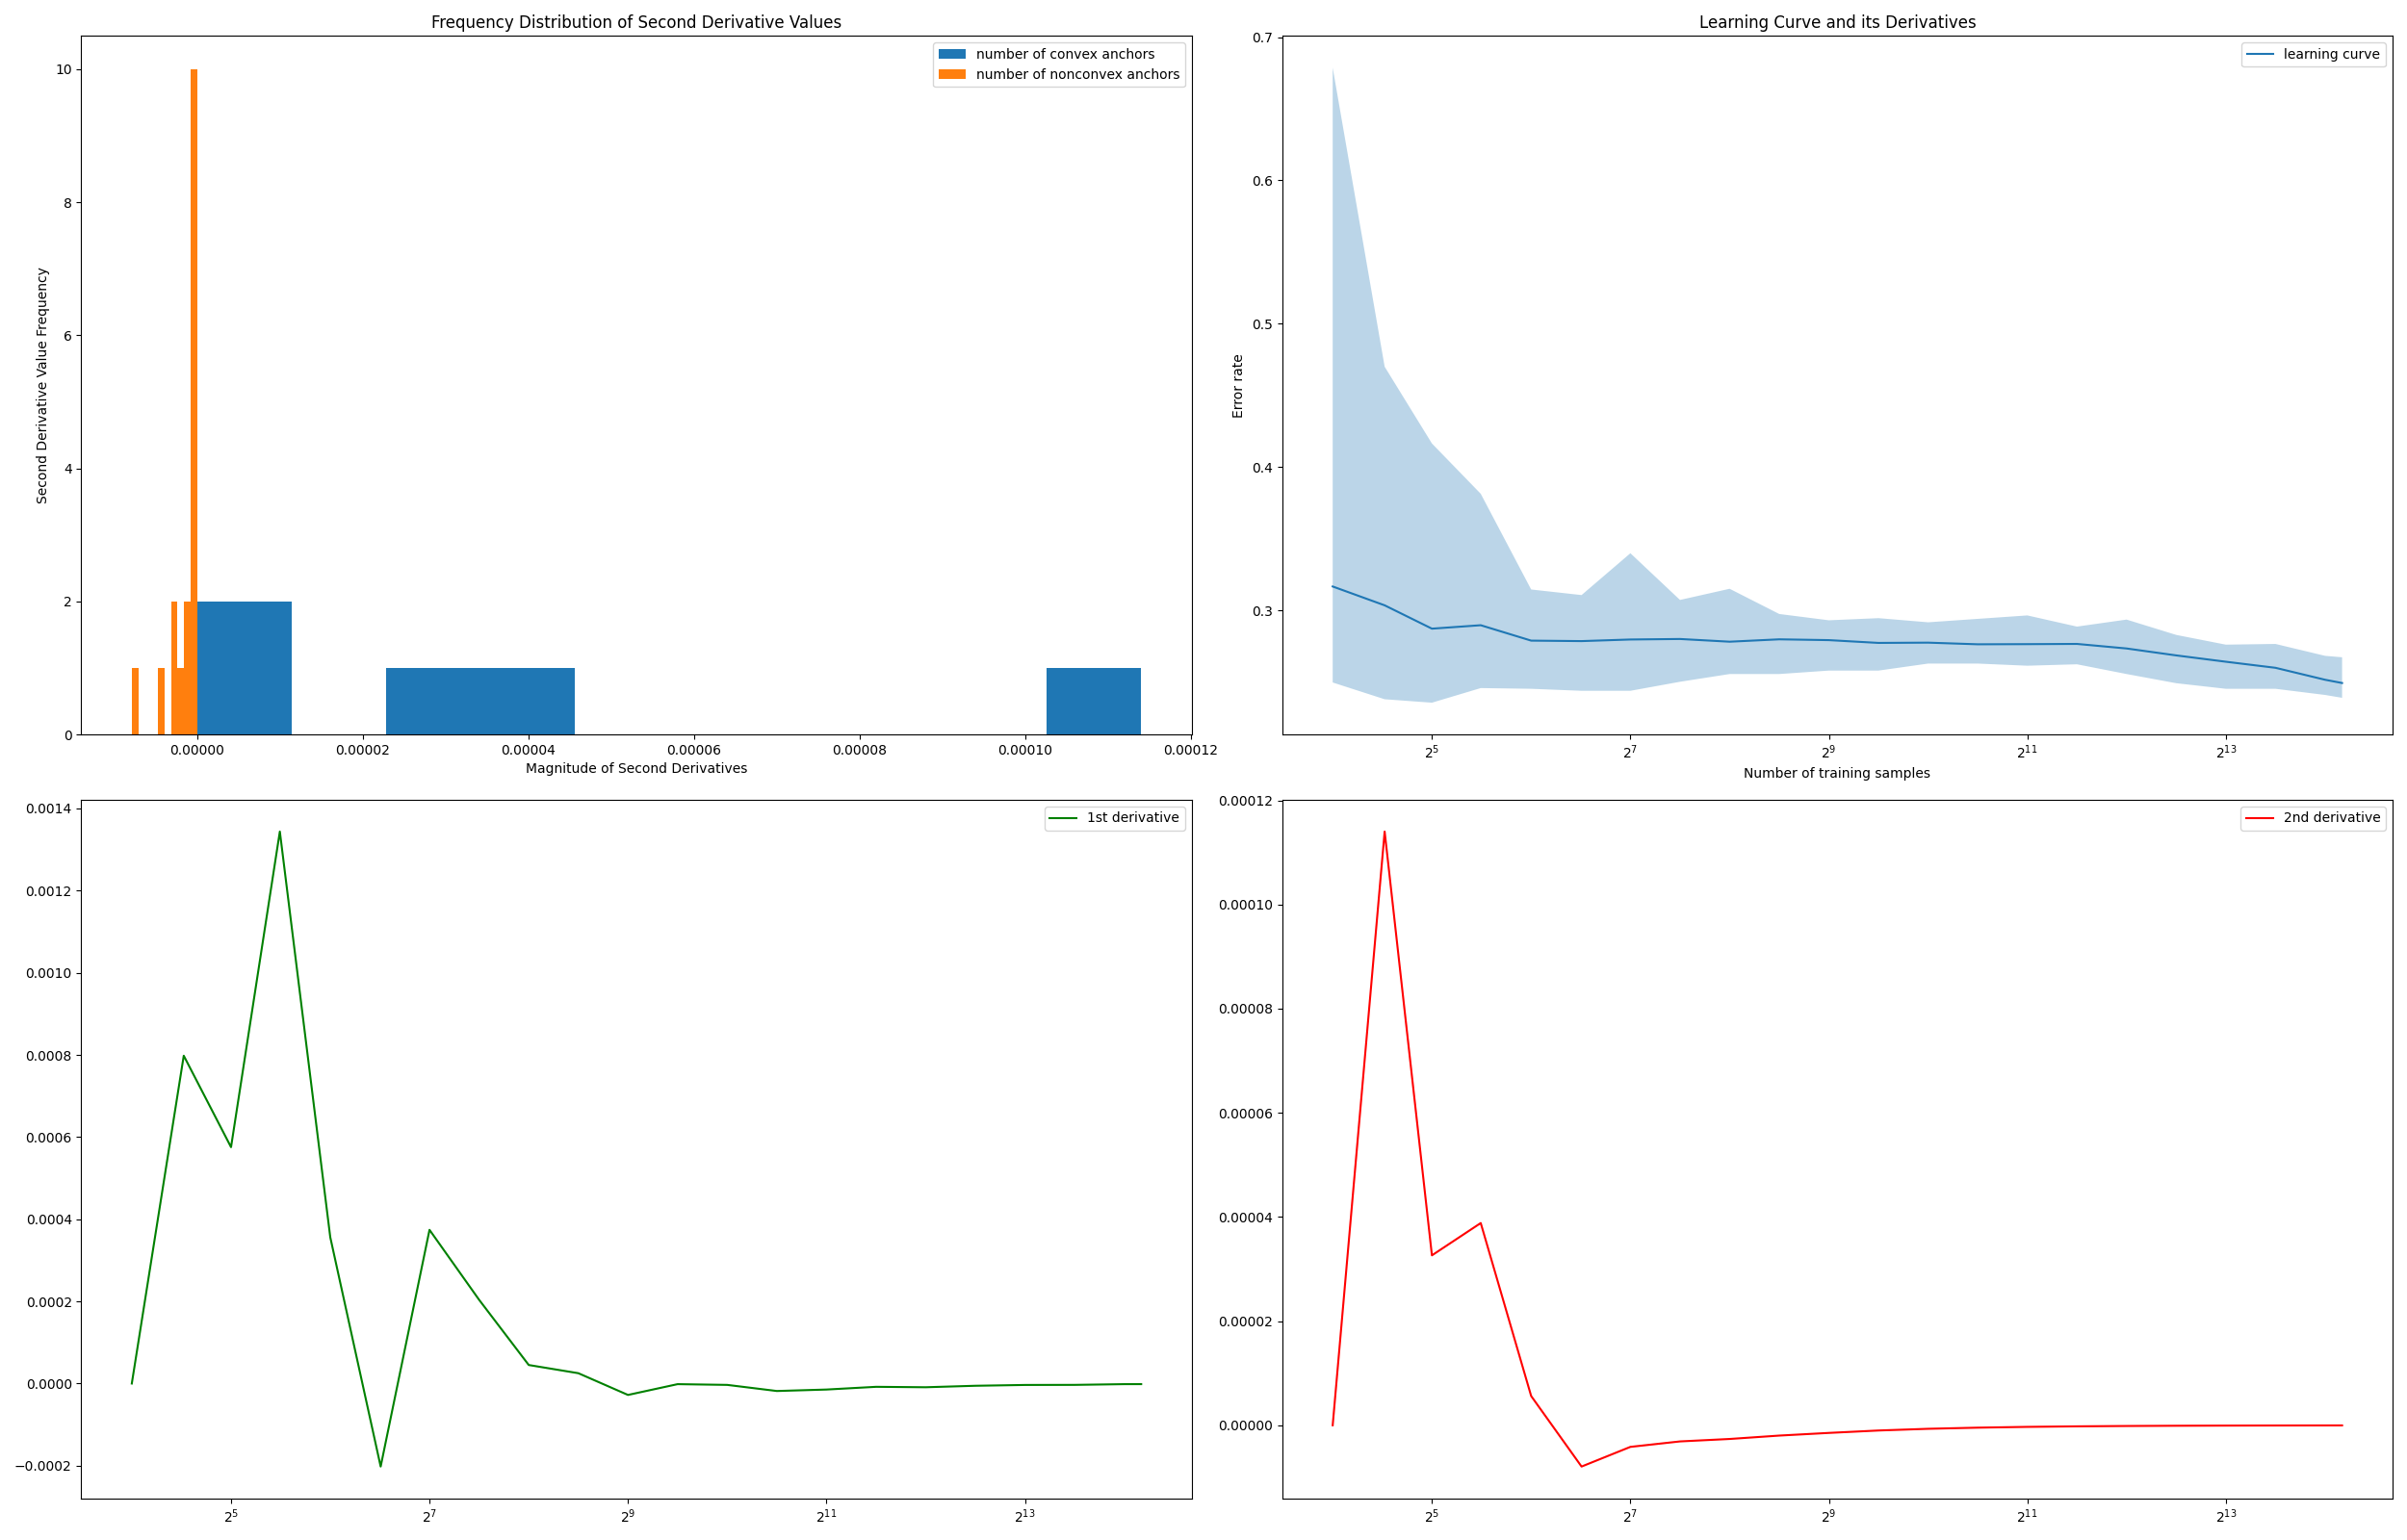 Frequency Distribution of Second Derivative Values
number of convex anchors
number of nonconvex anchors
10
8
6
4
2
0
Second Derivative Value Frequency
0.00000 0.00002 0.00004 0.00006 0.00008 0.00010 0.00012
Magnitude of Second Derivatives
Learning Curve and its Derivatives
learning curve
0.7
0.6
0.5
0.4
0.3
Error rate
2^5 2^7 2^9 2^11 2^13
Number of training samples
1st derivative
0.0014
0.0012
0.0010
0.0008
0.0006
0.0004
0.0002
0.0000
−0.0002
2^5 2^7 2^9 2^11 2^13
2nd derivative
0.00012
0.00010
0.00008
0.00006
0.00004
0.00002
0.00000
2^5 2^7 2^9 2^11 2^13